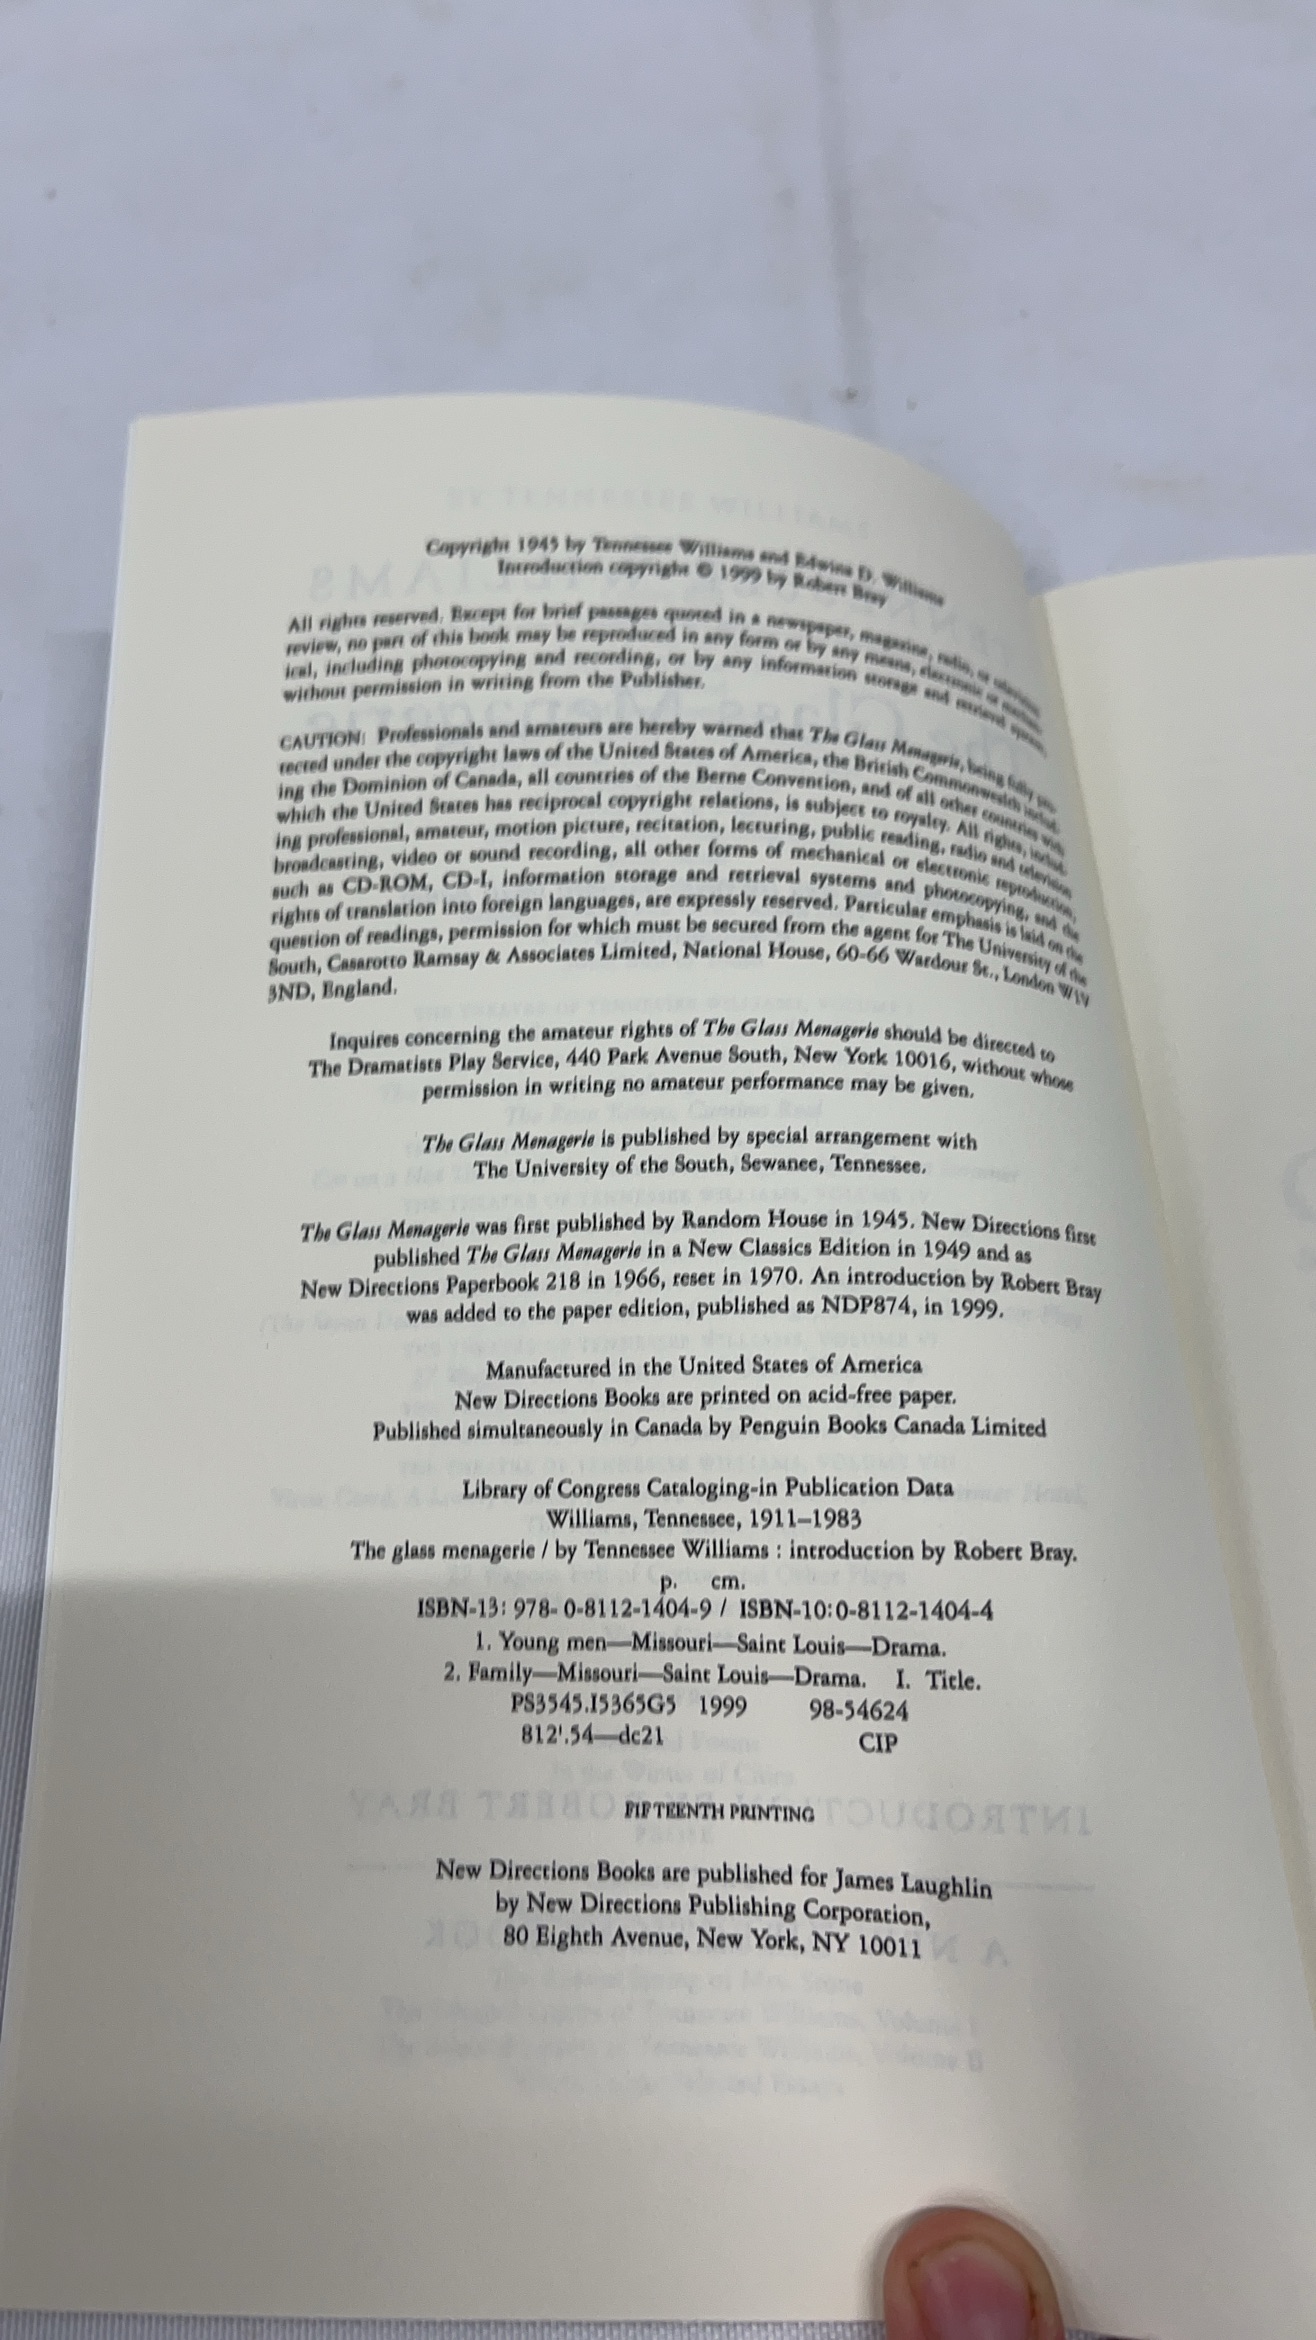 Copyright 1945 by Tennessee Williams and Edwina D. Williams
Introduction copyright © 1999 by Robert Bray
All rights reserved. Except for brief passages quoted in a newspaper, magazine, radio, or television
review, no part of this book may be reproduced in any form or by any means, electronic or mechan-
ical, including photocopying and recording, or by any information storage and retrieval system,
without permission in writing from the Publisher.
CAUTION: Professionals and amateurs are hereby warned that The Glass Menagerie, being fully pro-
tected under the copyright laws of the United States of America, the British Commonwealth includ-
ing the Dominion of Canada, all countries of the Berne Convention, and of all other countries with
which the United States has reciprocal copyright relations, is subject to royalty. All rights, includ-
ing professional, amateur, motion picture, recitation, lecturing, public reading, radio and television
broadcasting, video or sound recording, all other forms of mechanical or electronic reproduction,
such as CD-ROM, CD-I, information storage and retrieval systems and photocopying, and the
rights of translation into foreign languages, are expressly reserved. Particular emphasis is laid on the
question of readings, permission for which must be secured from the agent for The University of the
South, Casarotto Ramsay & Associates Limited, National House, 60-66 Wardour St., London W1V
3ND, England.
Inquires concerning the amateur rights of The Glass Menagerie should be directed to
The Dramatists Play Service, 440 Park Avenue South, New York 10016, without whose
permission in writing no amateur performance may be given.
The Glass Menagerie is published by special arrangement with
The University of the South, Sewanee, Tennessee.
The Glass Menagerie was first published by Random House in 1945. New Directions first
published The Glass Menagerie in a New Classics Edition in 1949 and as
New Directions Paperbook 218 in 1966, reset in 1970. An introduction by Robert Bray
was added to the paper edition, published as NDP874, in 1999.
Manufactured in the United States of America
New Directions Books are printed on acid-free paper.
Published simultaneously in Canada by Penguin Books Canada Limited
Library of Congress Cataloging-in Publication Data
Williams, Tennessee, 1911–1983
The glass menagerie / by Tennessee Williams : introduction by Robert Bray.
p. cm.
ISBN-13: 978- 0-8112-1404-9 / ISBN-10:0-8112-1404-4
1. Young men—Missouri—Saint Louis—Drama.
2. Family—Missouri—Saint Louis—Drama. I. Title.
PS3545.I5365G5 1999 98-54624
812'.54—dc21 CIP
FIFTEENTH PRINTING
New Directions Books are published for James Laughlin
by New Directions Publishing Corporation,
80 Eighth Avenue, New York, NY 10011